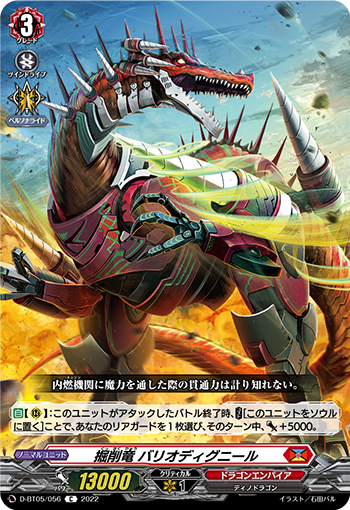 3
グレード
ツインドライブ
ペルソナライド
エンジン
内燃機関に魔力を通した際の貫通力は計り知れない。
自【(R)】:このユニットがアタックしたバトル終了時、【このユニットをソウル
に置く】ことで、あなたのリアガードを1枚選び、そのターン中、+5000。
D-BT05/056 C 2022
ノーマルユニット
掘削竜 バリオディグニール
パワー 13000
クリティカル
1
ドラゴンエンパイア
ティノドラゴン
イラスト/石田バル